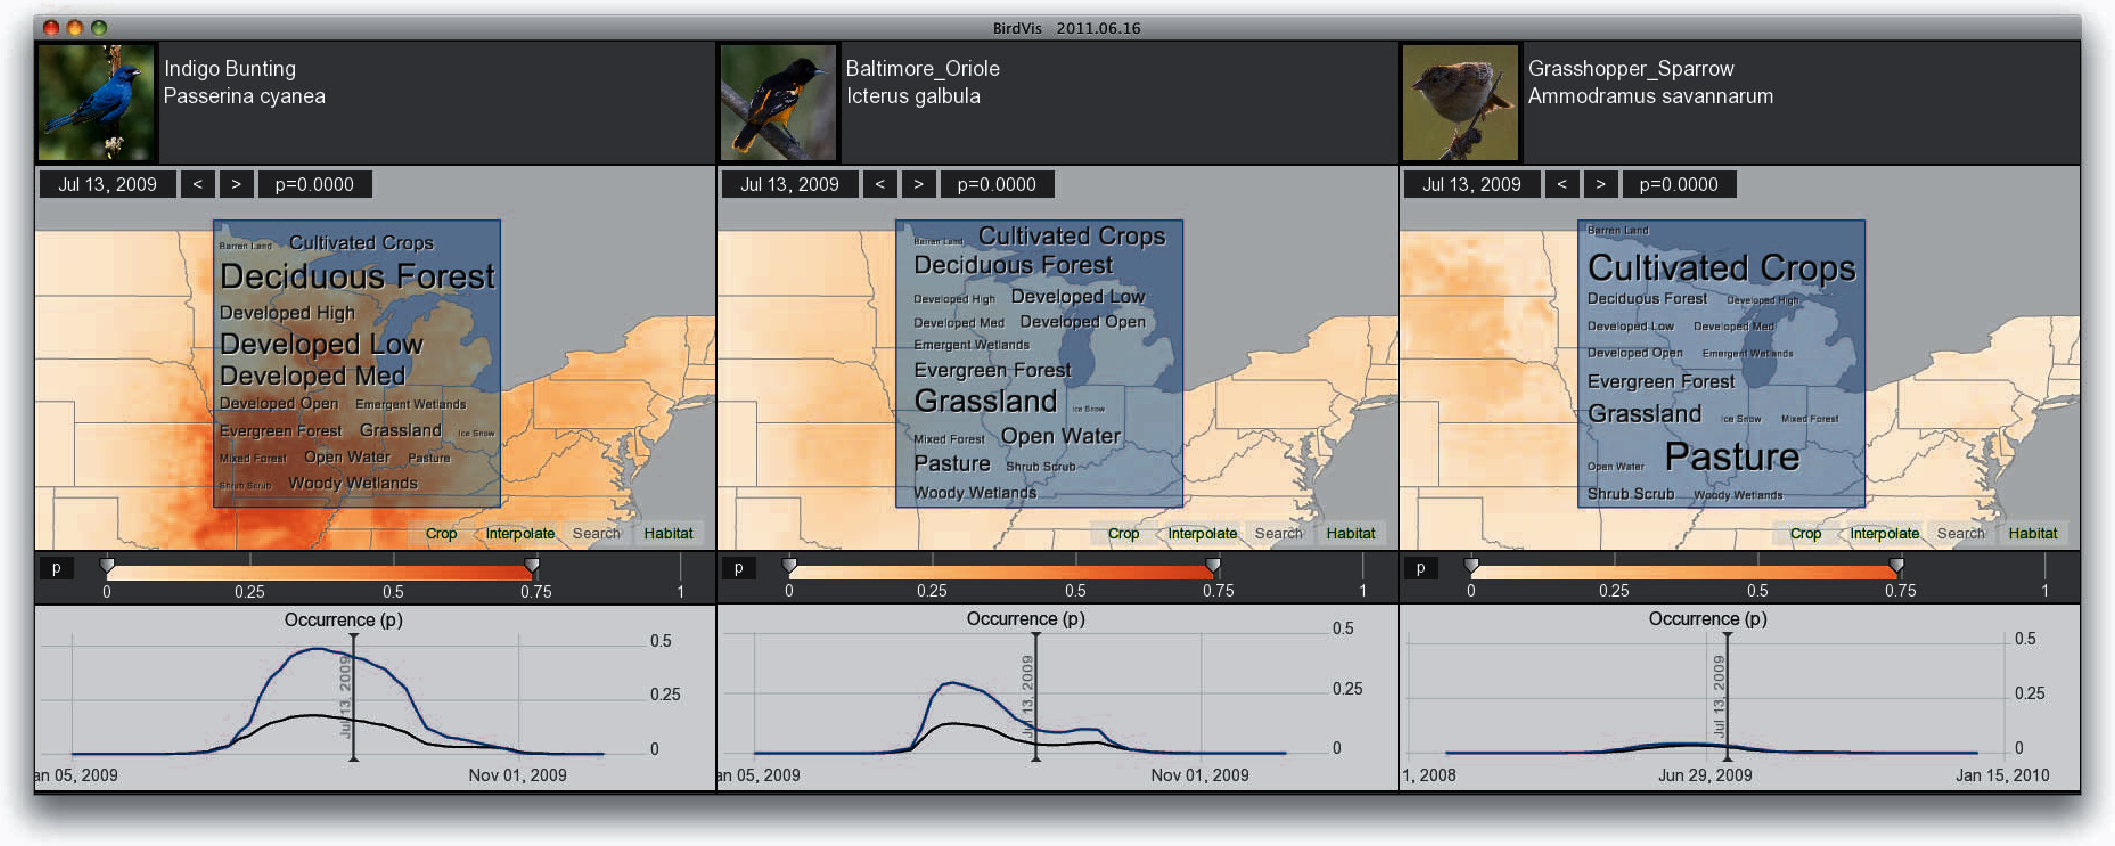 BirdVis 2011.06.16
Indigo Bunting
Passerina cyanea
Jul 13, 2009 < > p=0.0000
Barren Land Cultivated Crops
Deciduous Forest
Developed High
Developed Low
Developed Med
Developed Open Emergent Wetlands
Evergreen Forest Grassland Ice Snow
Mixed Forest Open Water Pasture
Shrub Scrub Woody Wetlands
Crop Interpolate Search Habitat
p
0 0.25 0.5 0.75 1
Occurrence (p)
0.5
Jul 13, 2009
0.25
0
an 05, 2009 Nov 01, 2009
Baltimore_Oriole
Icterus galbula
Jul 13, 2009 < > p=0.0000
Barren Land Cultivated Crops
Deciduous Forest
Developed High Developed Low
Developed Med Developed Open
Emergent Wetlands
Evergreen Forest
Grassland Ice Snow
Mixed Forest Open Water
Pasture Shrub Scrub
Woody Wetlands
Crop Interpolate Search Habitat
p
0 0.25 0.5 0.75 1
Occurrence (p)
0.5
Jul 13, 2009
0.25
0
an 05, 2009 Nov 01, 2009
Grasshopper_Sparrow
Ammodramus savannarum
Jul 13, 2009 < > p=0.0000
Barren Land
Cultivated Crops
Deciduous Forest Developed High
Developed Low Developed Med
Developed Open Emergent Wetlands
Evergreen Forest
Grassland Ice Snow Mixed Forest
Open Water Pasture
Shrub Scrub Woody Wetlands
Crop Interpolate Search Habitat
p
0 0.25 0.5 0.75 1
Occurrence (p)
0.5
Jul 13, 2009
0.25
0
1, 2008 Jun 29, 2009 Jan 15, 2010